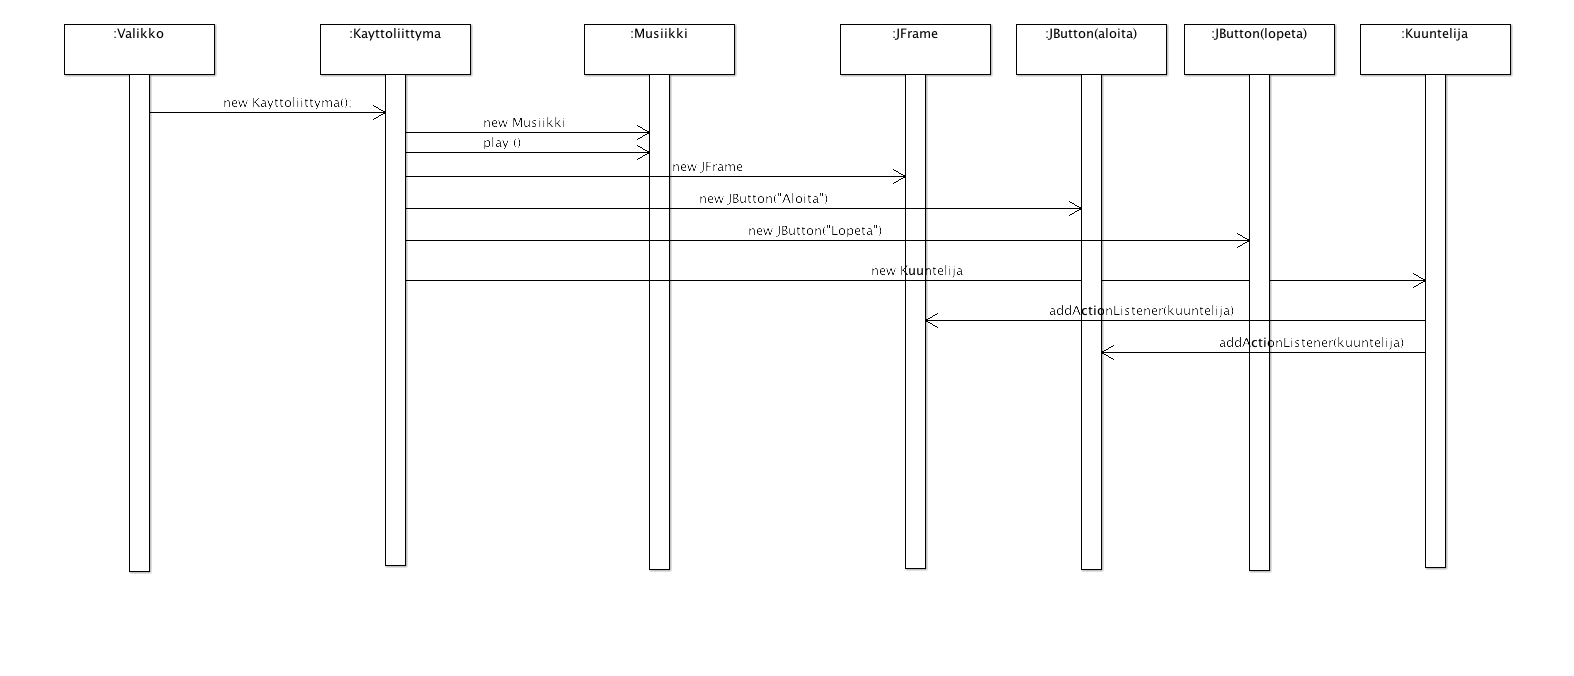 :Valikko
:Kayttoliittyma
:Musiikki
:JFrame
:JButton(aloita)
:JButton(lopeta)
:Kuuntelija
new Kayttoliittyma();
new Musiikki
play ()
new JFrame
new JButton("Aloita")
new JButton("Lopeta")
new Kuuntelija
addActionListener(kuuntelija)
addActionListener(kuuntelija)